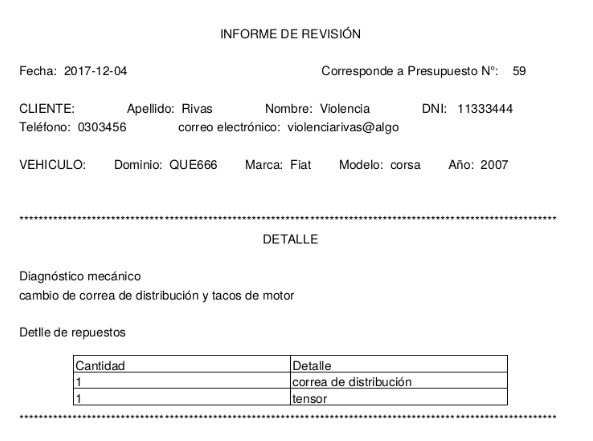 INFORME DE REVISIÓN
Fecha: 2017-12-04 Corresponde a Presupuesto N°: 59
CLIENTE: Apellido: Rivas Nombre: Violencia DNI: 11333444
Teléfono: 0303456 correo electrónico: violenciarivas@algo
VEHICULO: Dominio: QUE666 Marca: Fiat Modelo: corsa Año: 2007
DETALLE
Diagnóstico mecánico
cambio de correa de distribución y tacos de motor
Detlle de repuestos
Cantidad Detalle
1 correa de distribución
1 tensor